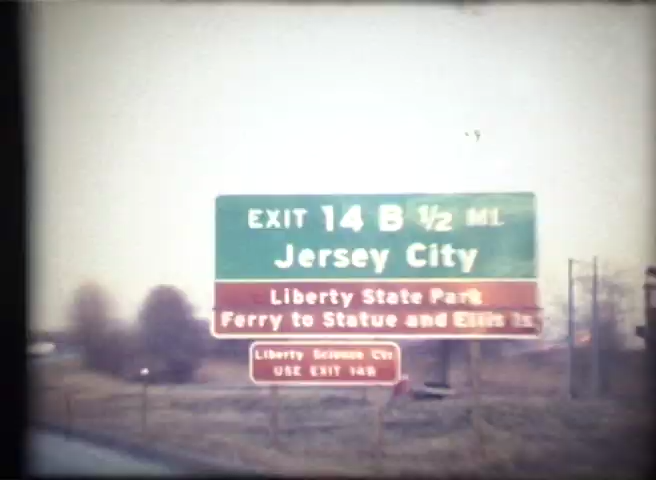 EXIT 14 B ½ MI.
Jersey City
Liberty State Park
Ferry to Statue and Ellis Is.
Liberty Science Ctr
USE EXIT 14B